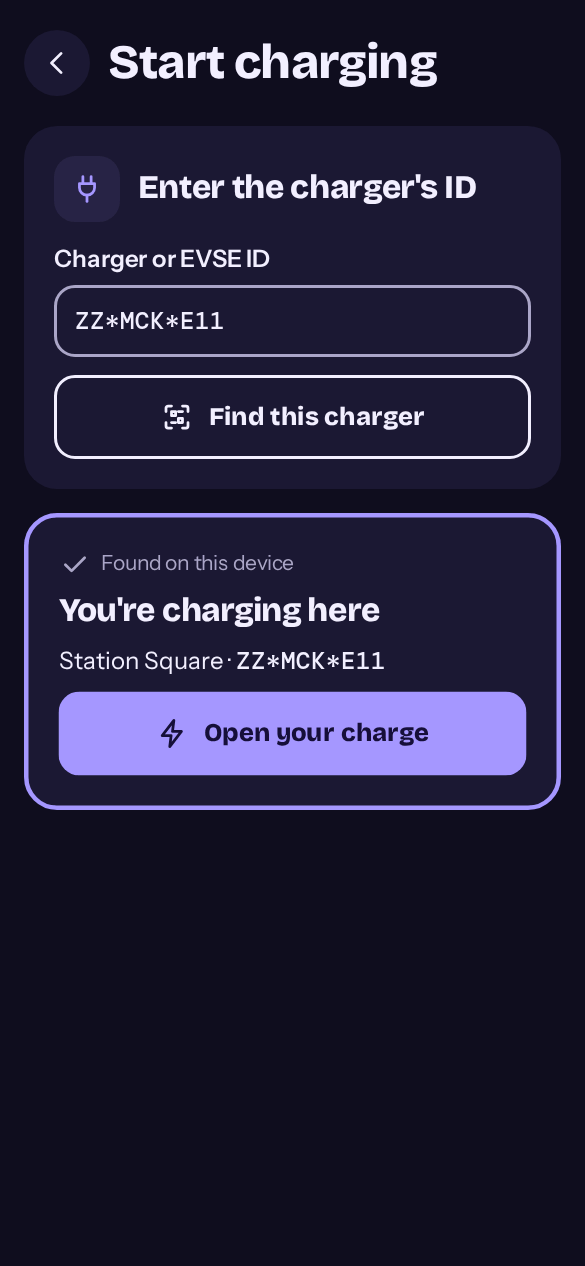 Start charging
Enter the charger's ID
Charger or EVSE ID
ZZ*MCK*E11
Find this charger
Found on this device
You're charging here
Station Square · ZZ*MCK*E11
Open your charge